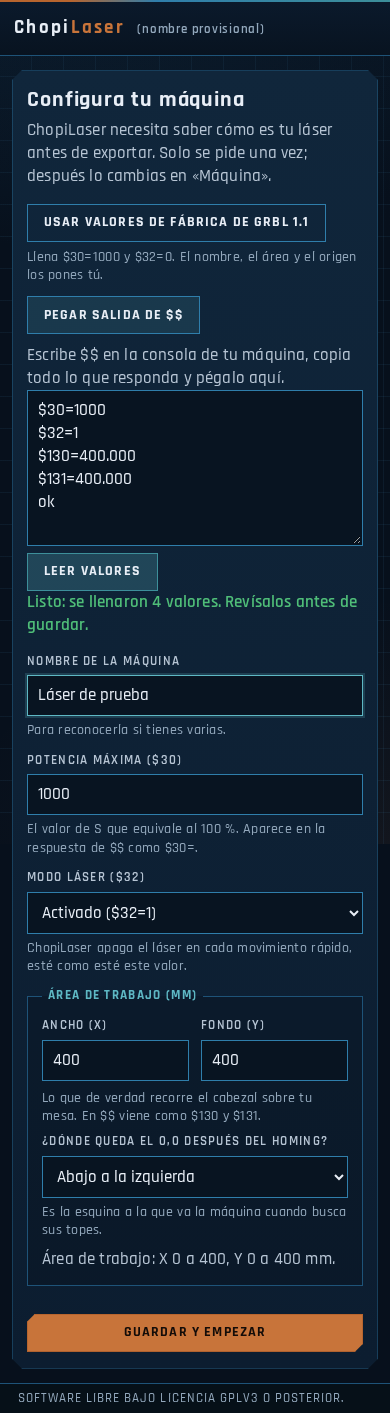 ChopiLaser (nombre provisional)
Configura tu máquina
ChopiLaser necesita saber cómo es tu láser
antes de exportar. Solo se pide una vez;
después lo cambias en «Máquina».
USAR VALORES DE FÁBRICA DE GRBL 1.1
Llena $30=1000 y $32=0. El nombre, el área y el origen
los pones tú.
PEGAR SALIDA DE $$
Escribe $$ en la consola de tu máquina, copia
todo lo que responda y pégalo aquí.
$30=1000
$32=1
$130=400.000
$131=400.000
ok
LEER VALORES
Listo: se llenaron 4 valores. Revísalos antes de
guardar.
NOMBRE DE LA MÁQUINA
Láser de prueba
Para reconocerla si tienes varias.
POTENCIA MÁXIMA ($30)
1000
El valor de S que equivale al 100 %. Aparece en la
respuesta de $$ como $30=.
MODO LÁSER ($32)
Activado ($32=1)
ChopiLaser apaga el láser en cada movimiento rápido,
esté como esté este valor.
ÁREA DE TRABAJO (MM)
ANCHO (X) FONDO (Y)
400 400
Lo que de verdad recorre el cabezal sobre tu
mesa. En $$ viene como $130 y $131.
¿DÓNDE QUEDA EL 0,0 DESPUÉS DEL HOMING?
Abajo a la izquierda
Es la esquina a la que va la máquina cuando busca
sus topes.
Área de trabajo: X 0 a 400, Y 0 a 400 mm.
GUARDAR Y EMPEZAR
SOFTWARE LIBRE BAJO LICENCIA GPLV3 O POSTERIOR.